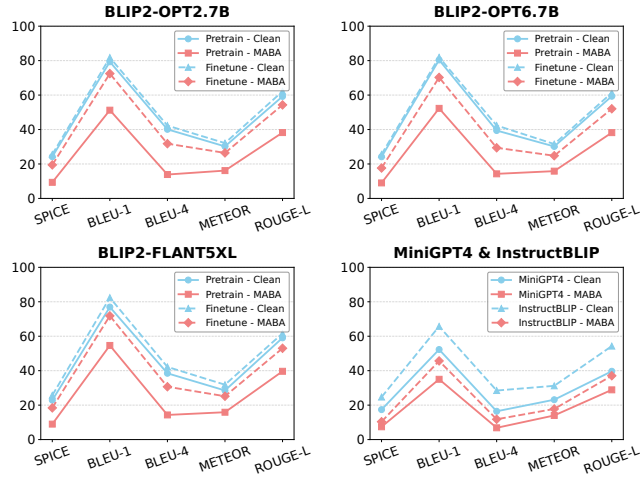 BLIP2-OPT2.7B
100
80
60
40
20
0
Pretrain - Clean
Pretrain - MABA
Finetune - Clean
Finetune - MABA
SPICE
BLEU-1
BLEU-4
METEOR
ROUGE-L
BLIP2-OPT6.7B
100
80
60
40
20
0
Pretrain - Clean
Pretrain - MABA
Finetune - Clean
Finetune - MABA
SPICE
BLEU-1
BLEU-4
METEOR
ROUGE-L
BLIP2-FLANT5XL
100
80
60
40
20
0
Pretrain - Clean
Pretrain - MABA
Finetune - Clean
Finetune - MABA
SPICE
BLEU-1
BLEU-4
METEOR
ROUGE-L
MiniGPT4 & InstructBLIP
100
80
60
40
20
0
MiniGPT4 - Clean
MiniGPT4 - MABA
InstructBLIP - Clean
InstructBLIP - MABA
SPICE
BLEU-1
BLEU-4
METEOR
ROUGE-L